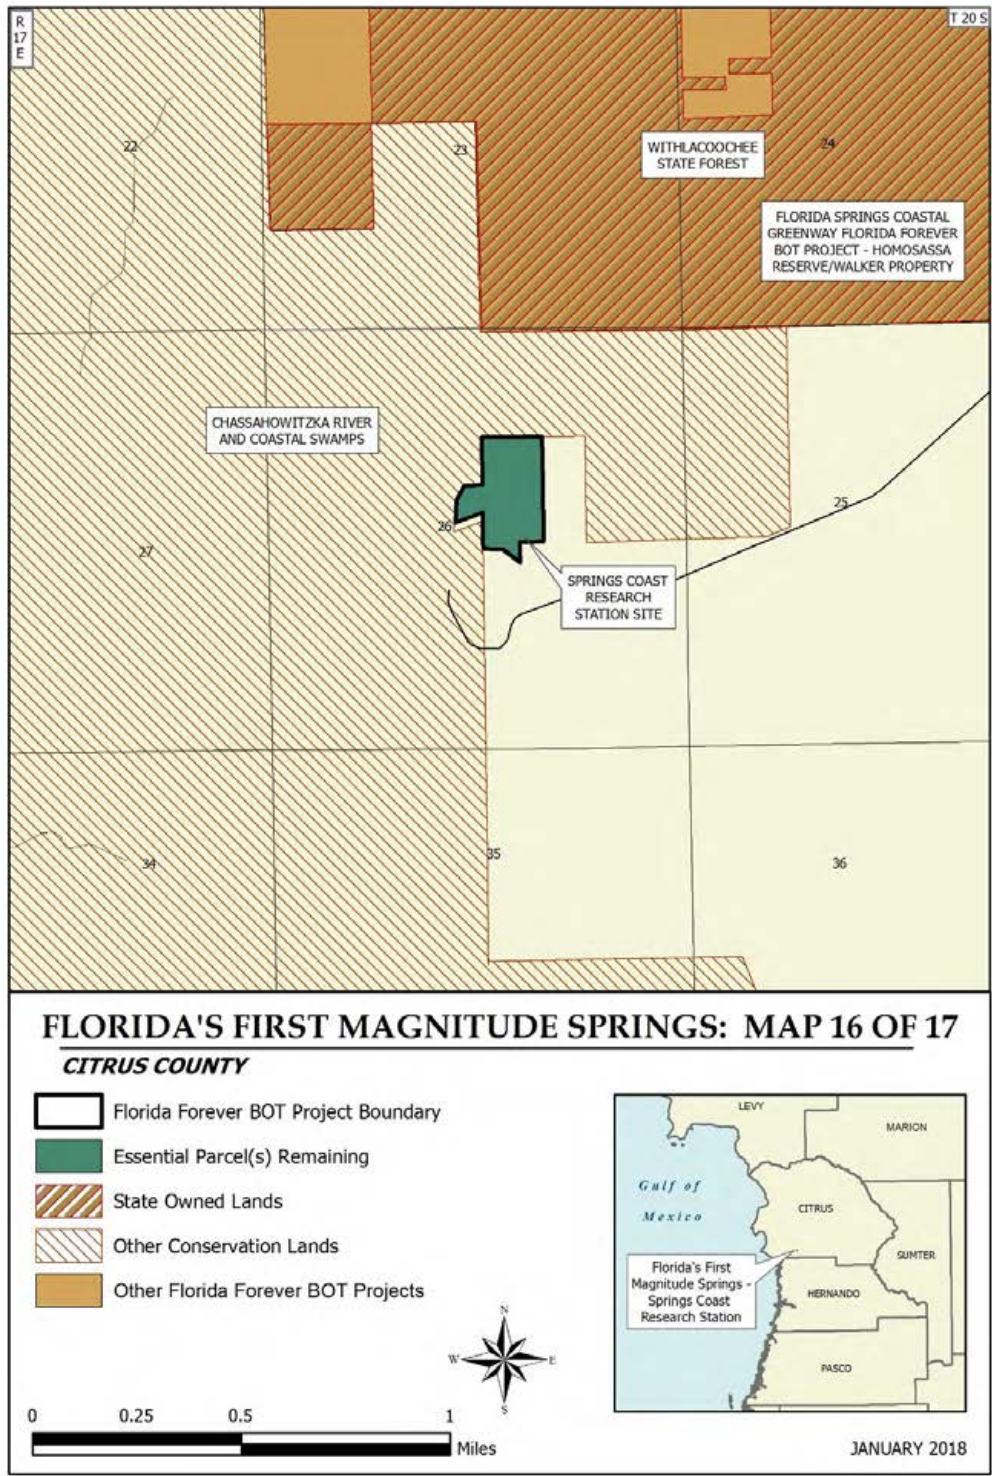 R
17
E
T 20 S
22
23
24
WITHLACOOCHEE
STATE FOREST
FLORIDA SPRINGS COASTAL
GREENWAY FLORIDA FOREVER
BOT PROJECT - HOMOSASSA
RESERVE/WALKER PROPERTY
CHASSAHOWITZKA RIVER
AND COASTAL SWAMPS
25
26
27
SPRINGS COAST
RESEARCH
STATION SITE
34
35
36
FLORIDA'S FIRST MAGNITUDE SPRINGS: MAP 16 OF 17
CITRUS COUNTY
Florida Forever BOT Project Boundary
Essential Parcel(s) Remaining
State Owned Lands
Other Conservation Lands
Other Florida Forever BOT Projects
N
W
E
S
0
0.25
0.5
1
Miles
LEVY
MARION
Gulf of
Mexico
CITRUS
SUMTER
Florida's First
Magnitude Springs -
Springs Coast
Research Station
HERNANDO
PASCO
JANUARY 2018